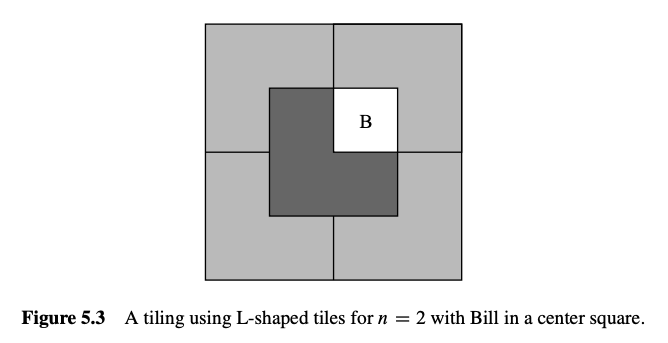 B
Figure 5.3 A tiling using L-shaped tiles for n = 2 with Bill in a center square.